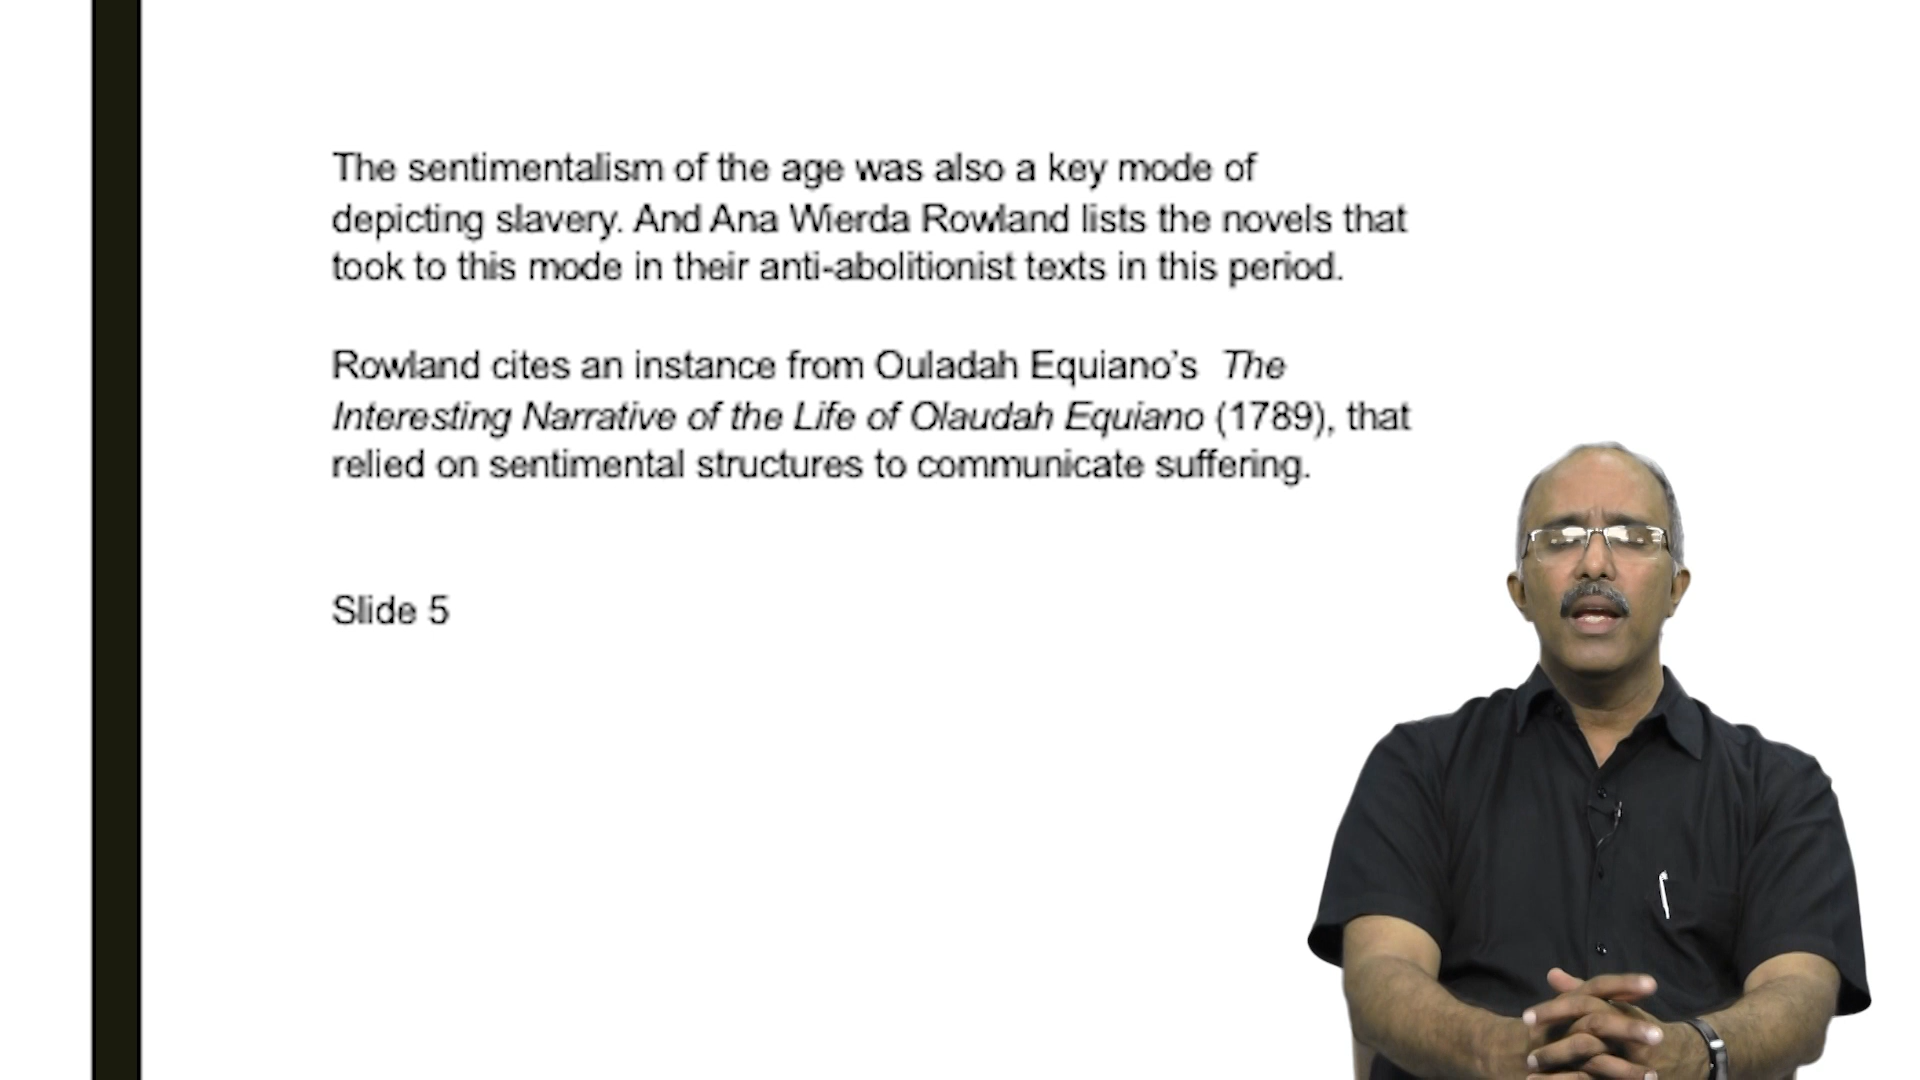 The sentimentalism of the age was also a key mode of
depicting slavery. And Ana Wierda Rowland lists the novels that
took to this mode in their anti-abolitionist texts in this period.
Rowland cites an instance from Ouladah Equiano’s The
Interesting Narrative of the Life of Olaudah Equiano (1789), that
relied on sentimental structures to communicate suffering.
Slide 5